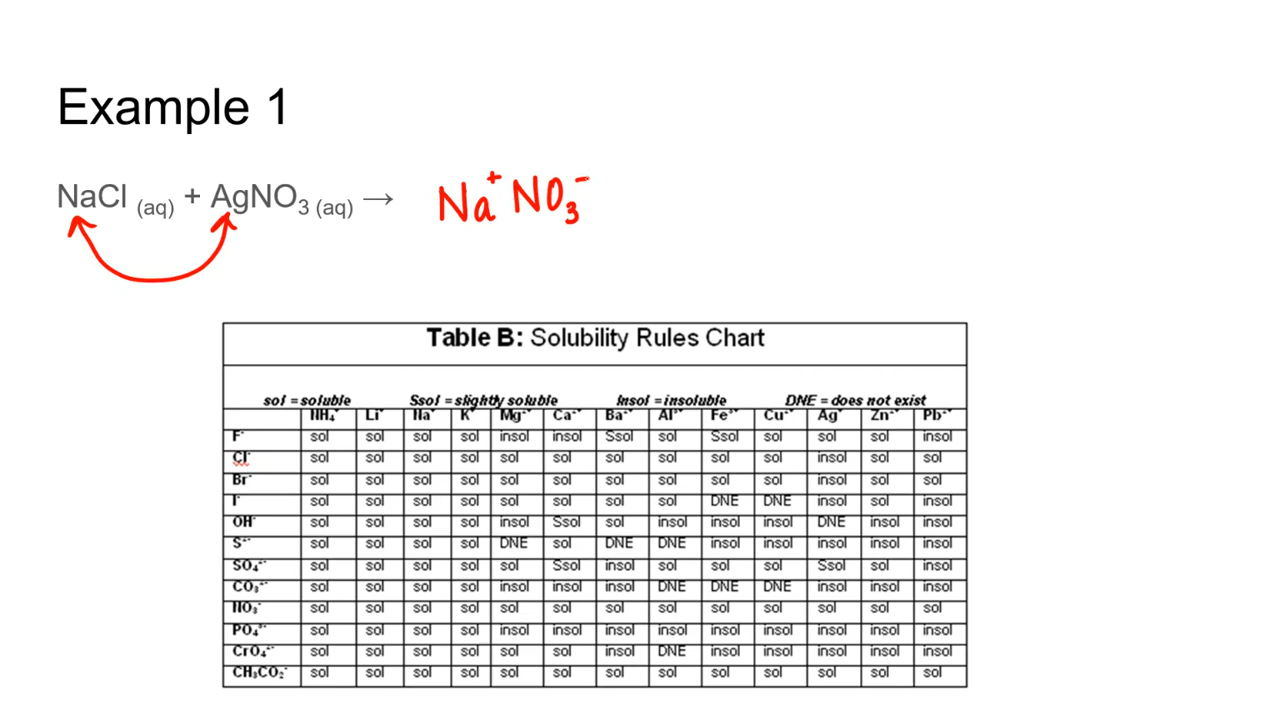 Example 1
NaCl (aq) + AgNO₃ (aq) → Na⁺ NO₃⁻
Table B: Solubility Rules Chart
sol = soluble Ssol = slightly soluble Insol = insoluble DNE = does not exist
NH₄⁺ Li⁺ Na⁺ K⁺ Mg²⁺ Ca²⁺ Ba²⁺ Al³⁺ Fe³⁺ Cu²⁺ Ag⁺ Zn²⁺ Pb²⁺
F⁻ sol sol sol sol insol insol Ssol sol Ssol sol sol sol insol
Cl⁻ sol sol sol sol sol sol sol sol sol sol insol sol sol
Br⁻ sol sol sol sol sol sol sol sol sol sol insol sol sol
I⁻ sol sol sol sol sol sol sol sol DNE DNE insol sol insol
OH⁻ sol sol sol sol insol Ssol sol insol insol insol DNE insol insol
S²⁻ sol sol sol sol DNE sol DNE DNE insol insol insol insol insol
SO₄²⁻ sol sol sol sol sol Ssol insol sol sol sol Ssol sol insol
CO₃²⁻ sol sol sol sol insol insol insol DNE DNE DNE insol insol insol
NO₃⁻ sol sol sol sol sol sol sol sol sol sol sol sol sol
PO₄³⁻ sol sol sol sol insol insol insol insol insol insol insol insol insol
CrO₄²⁻ sol sol sol sol sol sol insol DNE insol insol insol insol insol
CH₃CO₂⁻ sol sol sol sol sol sol sol sol sol sol sol sol sol